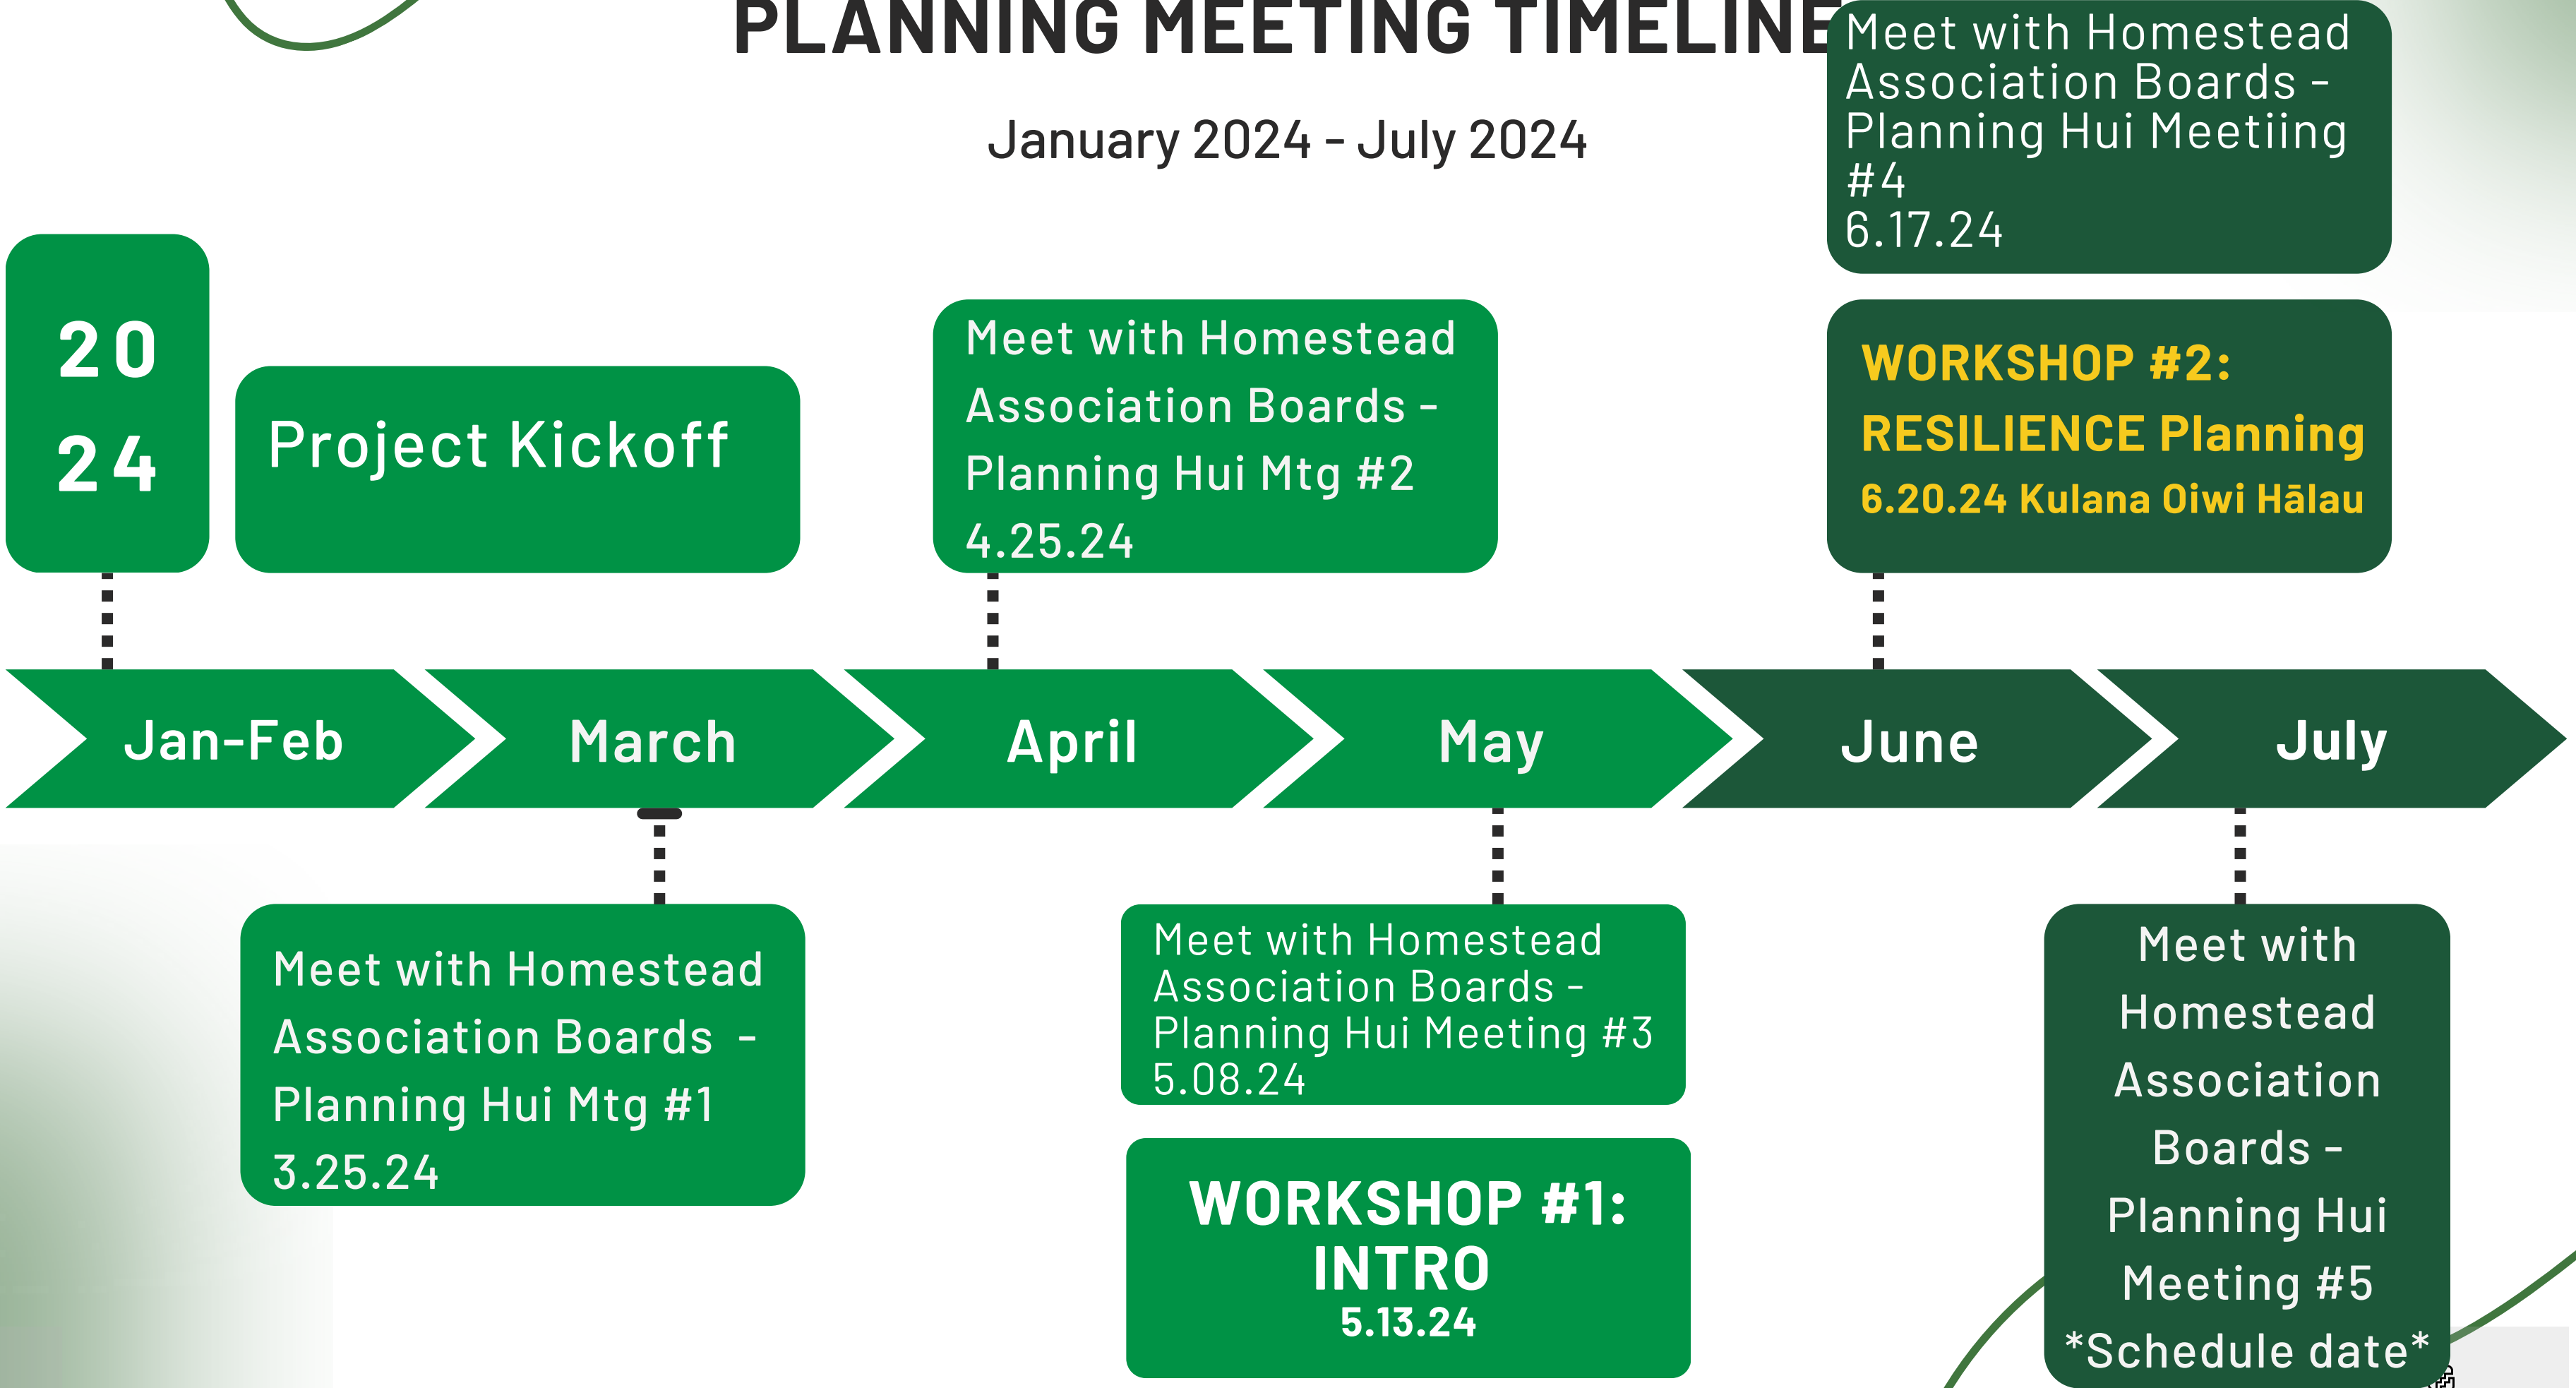 PLANNING MEETING TIMELINE
January 2024 - July 2024
Meet with Homestead
Association Boards -
Planning Hui Meetiing
#4
6.17.24
20
24
Project Kickoff
Meet with Homestead
Association Boards -
Planning Hui Mtg #2
4.25.24
WORKSHOP #2:
RESILIENCE Planning
6.20.24 Kulana Oiwi Hālau
Jan-Feb
March
April
May
June
July
Meet with Homestead
Association Boards -
Planning Hui Mtg #1
3.25.24
Meet with Homestead
Association Boards -
Planning Hui Meeting #3
5.08.24
WORKSHOP #1:
INTRO
5.13.24
Meet with
Homestead
Association
Boards -
Planning Hui
Meeting #5
*Schedule date*